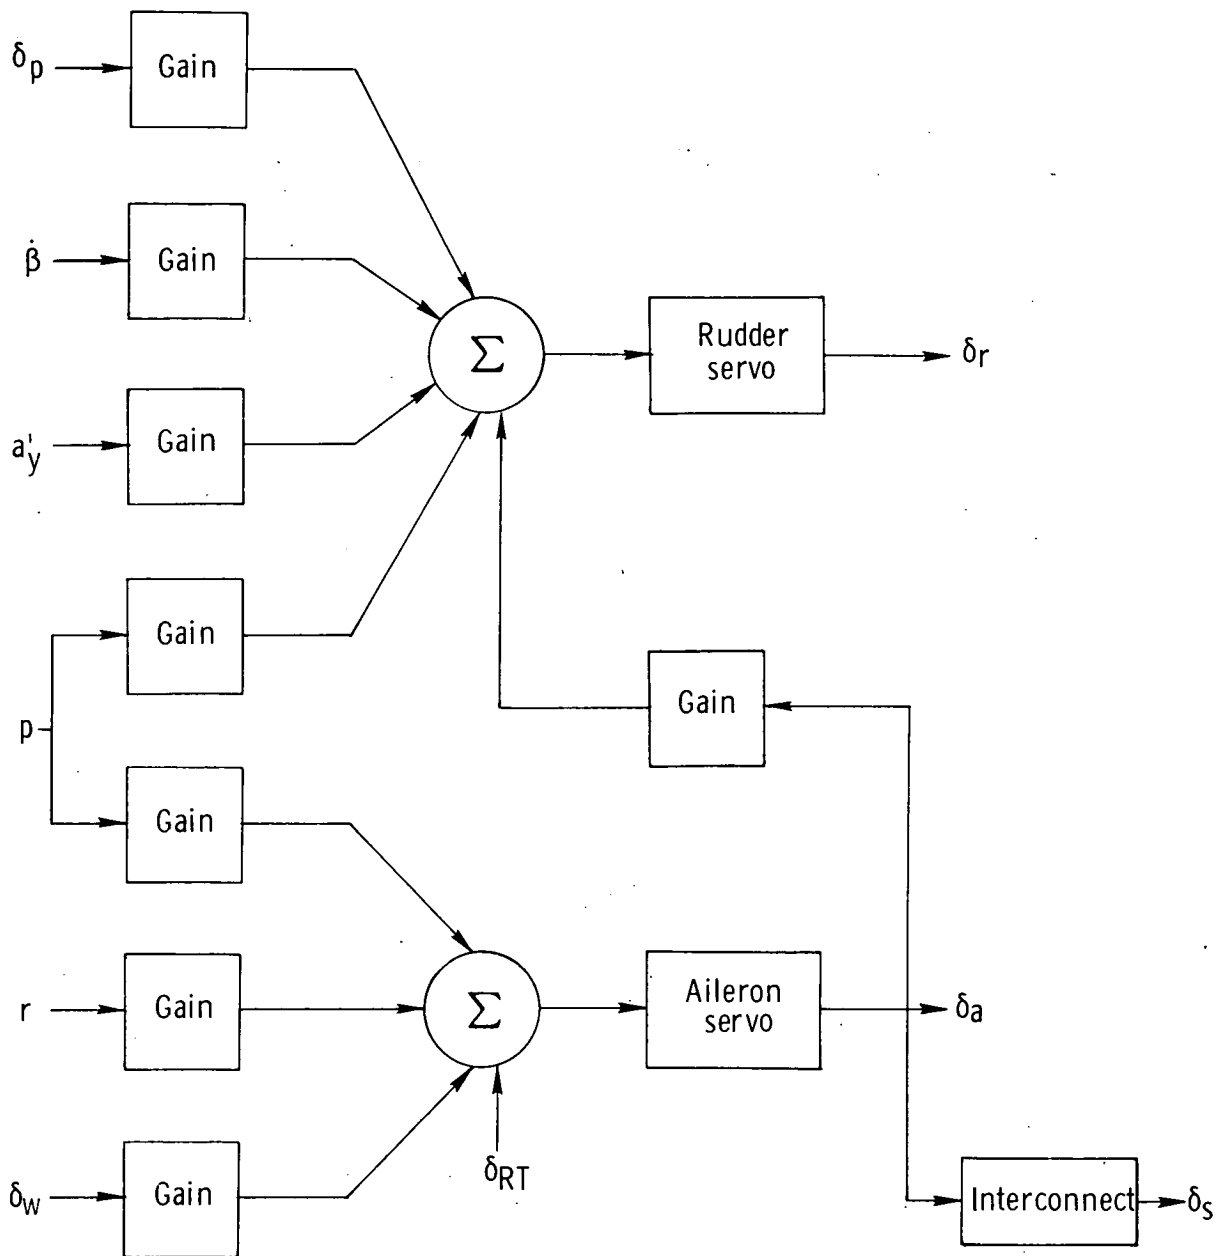 δp
Gain
β̇
Gain
Σ
Rudder
servo
δr
a'y
Gain
Gain
p
Gain
Gain
r
Gain
Σ
Aileron
servo
δa
δw
Gain
δRT
Interconnect
δs